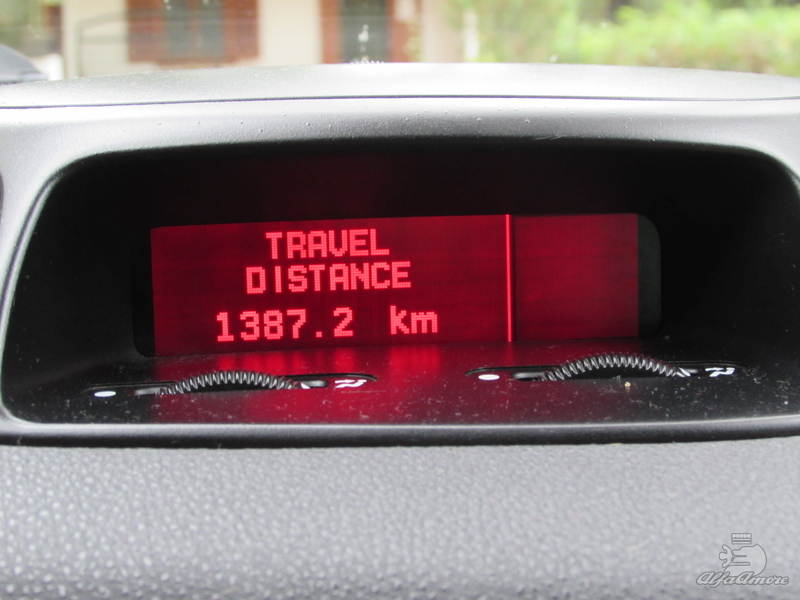 TRAVEL
DISTANCE
1387.2 km
AlfaAmore